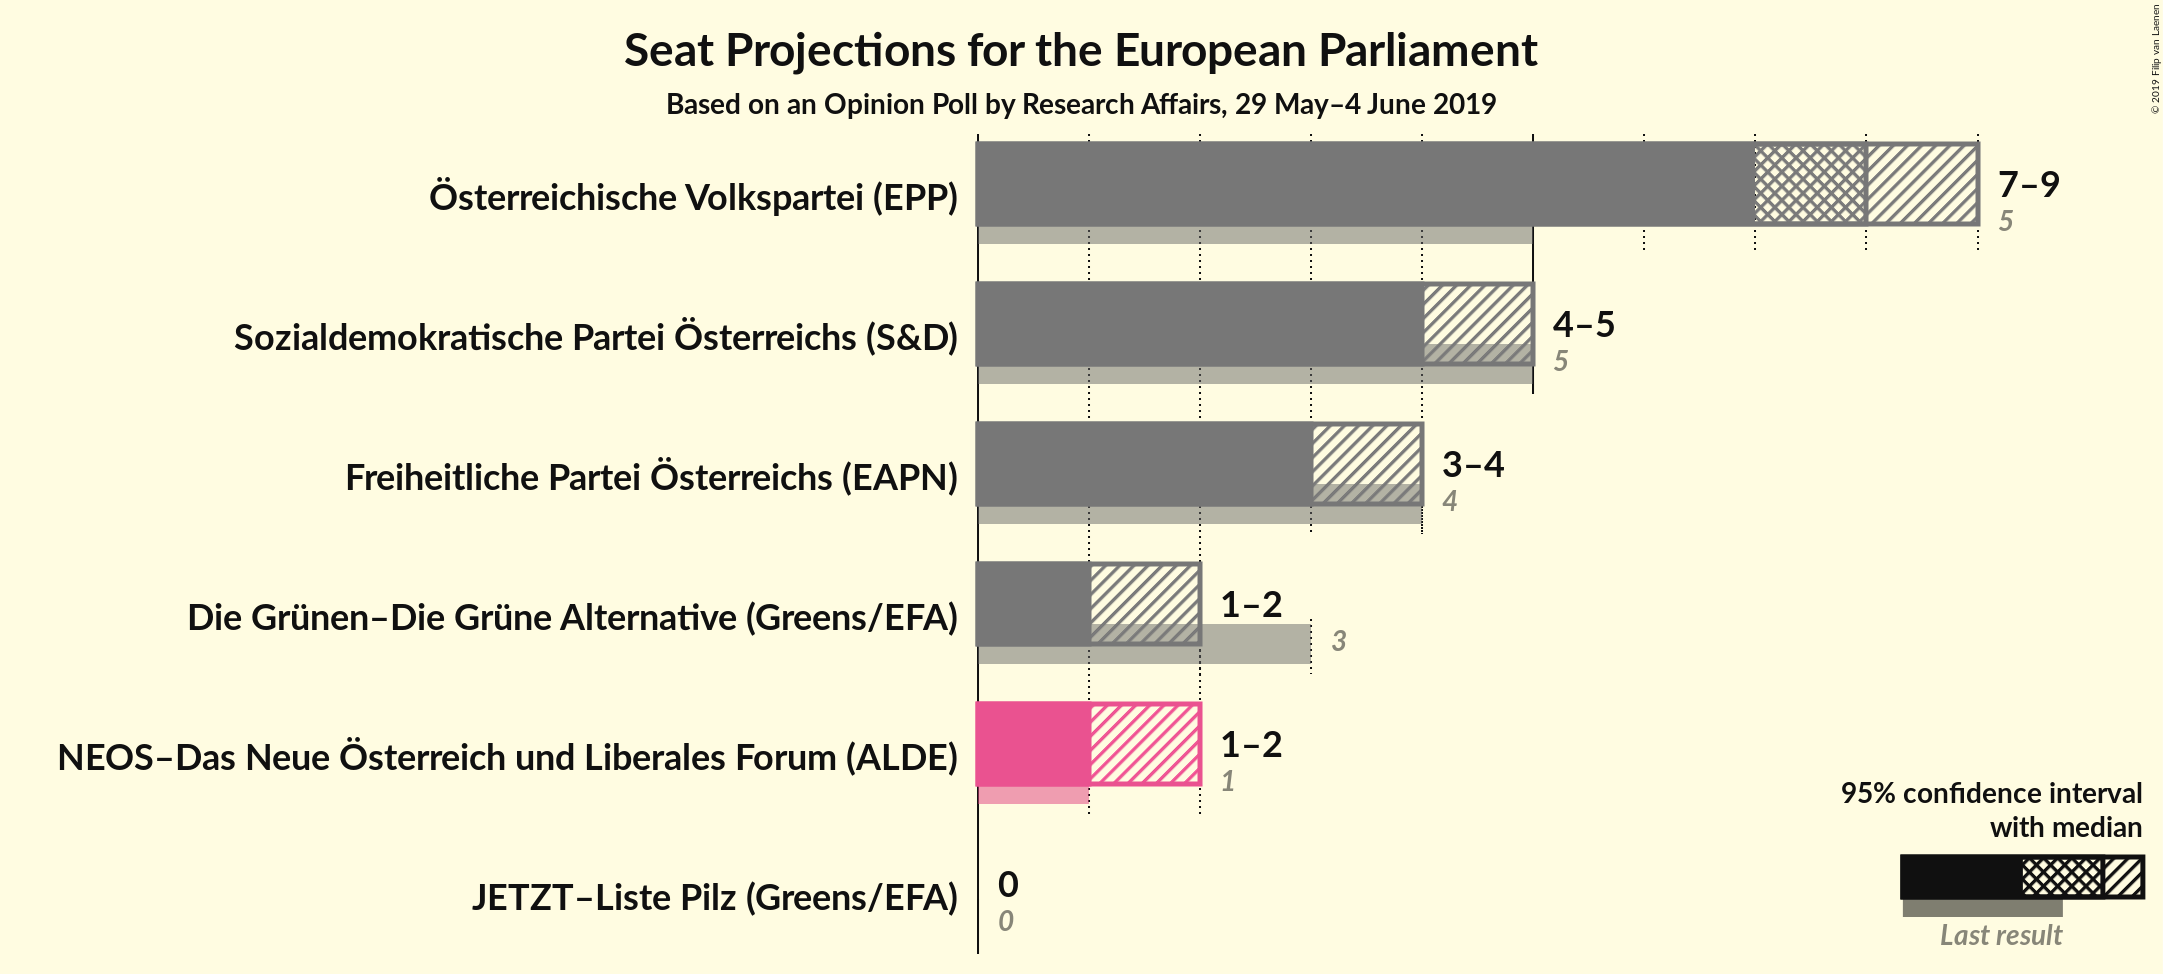 Seat Projections for the European Parliament
Based on an Opinion Poll by Research Affairs, 29 May–4 June 2019
© 2019 Filip van Laenen
Österreichische Volkspartei (EPP)
7–9
5
Sozialdemokratische Partei Österreichs (S&D)
4–5
5
Freiheitliche Partei Österreichs (EAPN)
3–4
4
Die Grünen–Die Grüne Alternative (Greens/EFA)
1–2
3
NEOS–Das Neue Österreich und Liberales Forum (ALDE)
1–2
1
JETZT–Liste Pilz (Greens/EFA)
0
0
95% confidence interval
with median
Last result